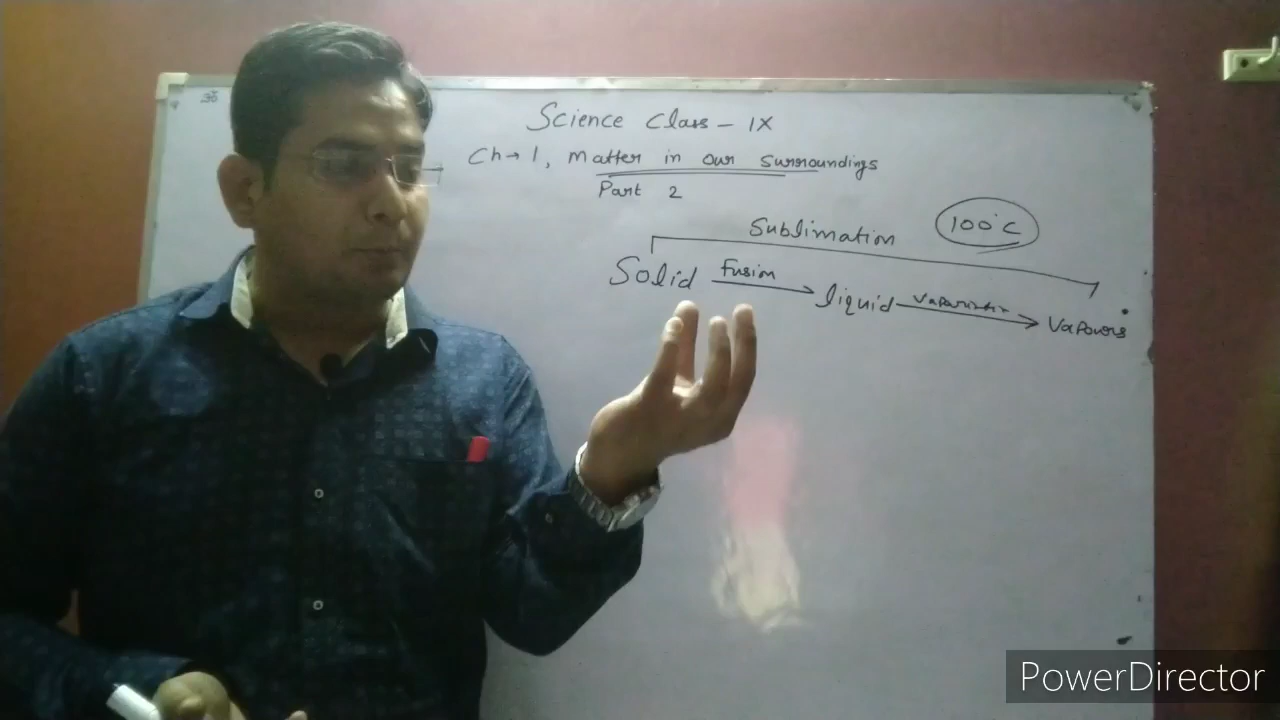 ॐ
Science Class - IX
Ch→1, Matter in our surroundings
Part 2
Sublimation 100°C
Solid Fusion liquid Vaporisation Vapours
PowerDirector